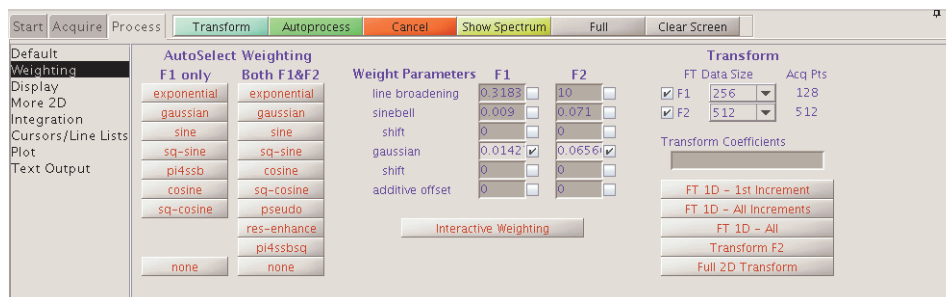 Start Acquire Process Transform Autoprocess Cancel Show Spectrum Full Clear Screen
Default
Weighting
Display
More 2D
Integration
Cursors/Line Lists
Plot
Text Output
AutoSelect Weighting
F1 only Both F1&F2
exponential exponential
gaussian gaussian
sine sine
sq-sine sq-sine
pi4ssb cosine
cosine sq-cosine
sq-cosine pseudo
res-enhance
pi4ssbsq
none none
Weight Parameters F1 F2
line broadening 0.3183 10
sinebell 0.009 0.071
shift 0 0
gaussian 0.0142 0.0656
shift 0 0
additive offset 0 0
Interactive Weighting
Transform
FT Data Size Acq Pts
F1 256 128
F2 512 512
Transform Coefficients
FT 1D - 1st Increment
FT 1D - All Increments
FT 1D - All
Transform F2
Full 2D Transform